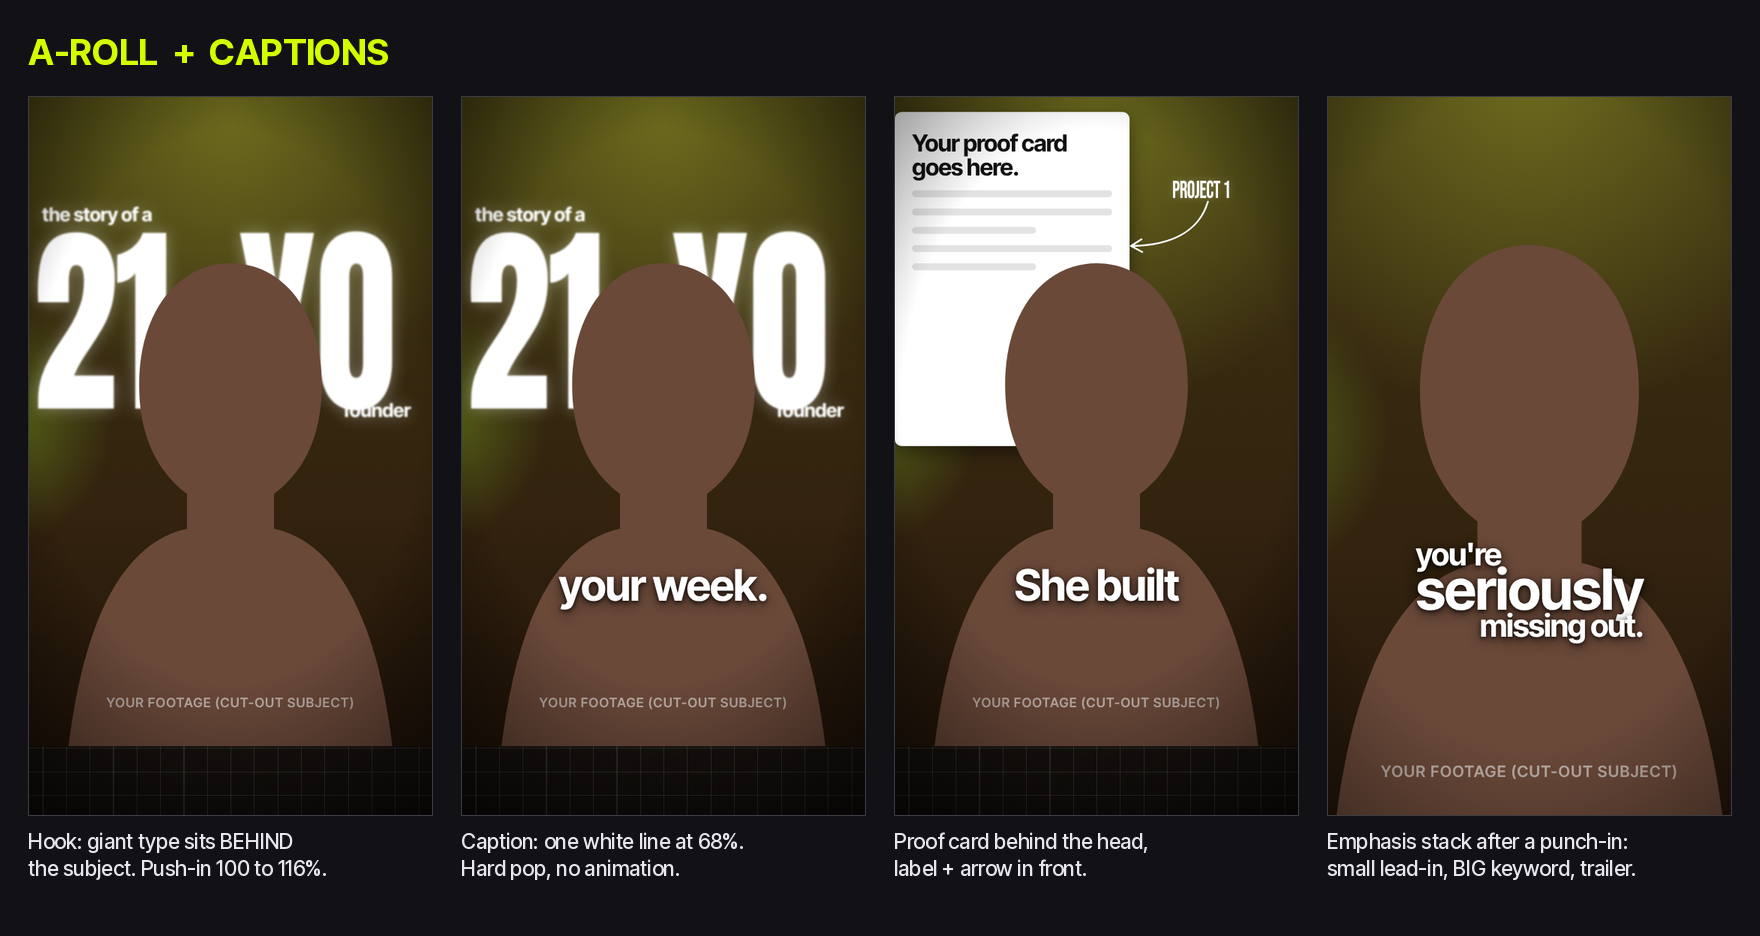 A-ROLL + CAPTIONS
the story of a
21 YO
founder
YOUR FOOTAGE (CUT-OUT SUBJECT)
Hook: giant type sits BEHIND
the subject. Push-in 100 to 116%.
the story of a
21 YO
founder
your week.
YOUR FOOTAGE (CUT-OUT SUBJECT)
Caption: one white line at 68%.
Hard pop, no animation.
Your proof card
goes here.
PROJECT 1
She built
YOUR FOOTAGE (CUT-OUT SUBJECT)
Proof card behind the head,
label + arrow in front.
you're
seriously
missing out.
YOUR FOOTAGE (CUT-OUT SUBJECT)
Emphasis stack after a punch-in:
small lead-in, BIG keyword, trailer.